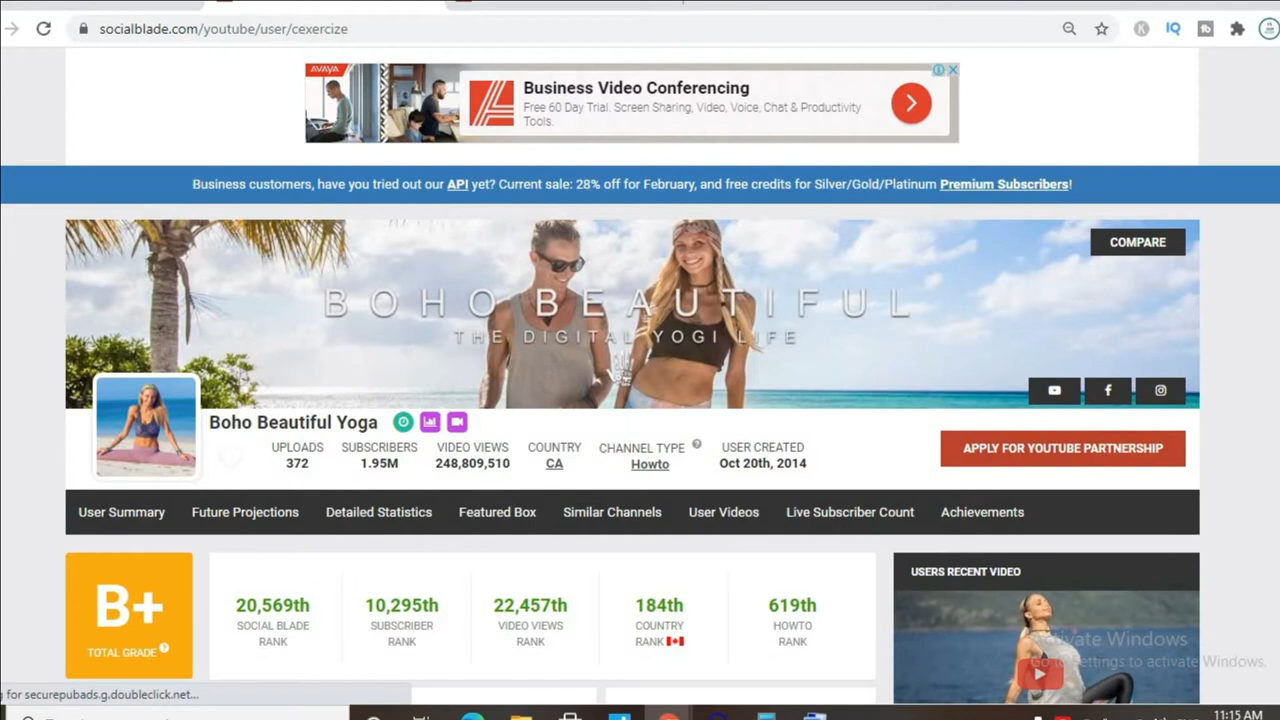 socialblade.com/youtube/user/cexercize
K
IQ
AVAYA
Business Video Conferencing
Free 60 Day Trial. Screen Sharing, Video, Voice, Chat & Productivity
Tools.
Business customers, have you tried out our API yet? Current sale: 28% off for February, and free credits for Silver/Gold/Platinum Premium Subscribers!
COMPARE
BOHO BEAUTIFUL
THE DIGITAL YOGI LIFE
Boho Beautiful Yoga
UPLOADS
372
SUBSCRIBERS
1.95M
VIDEO VIEWS
248,809,510
COUNTRY
CA
CHANNEL TYPE
Howto
USER CREATED
Oct 20th, 2014
APPLY FOR YOUTUBE PARTNERSHIP
User Summary Future Projections Detailed Statistics Featured Box Similar Channels User Videos Live Subscriber Count Achievements
B+
TOTAL GRADE
20,569th
SOCIAL BLADE
RANK
10,295th
SUBSCRIBER
RANK
22,457th
VIDEO VIEWS
RANK
184th
COUNTRY
RANK
619th
HOWTO
RANK
USERS RECENT VIDEO
Activate Windows
Go to Settings to activate Windows.
g for securepubads.g.doubleclick.net...
11:15 AM